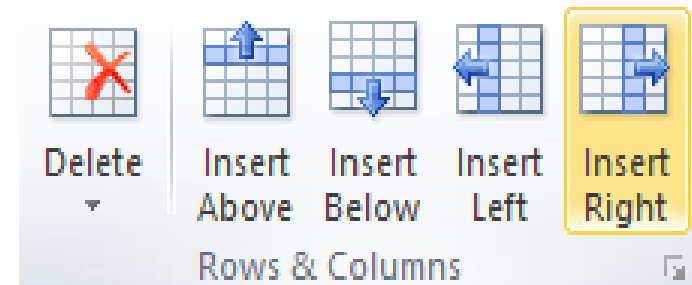 Delete
Insert Above
Insert Below
Insert Left
Insert Right
Rows & Columns